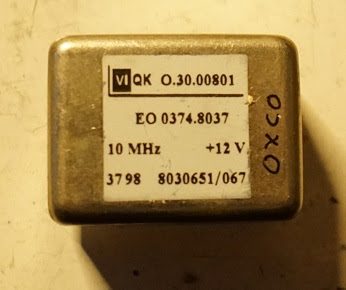 VI QK O.30.00801
EO 0374.8037
10 MHz +12 V
3798 8030651/067
OXCO